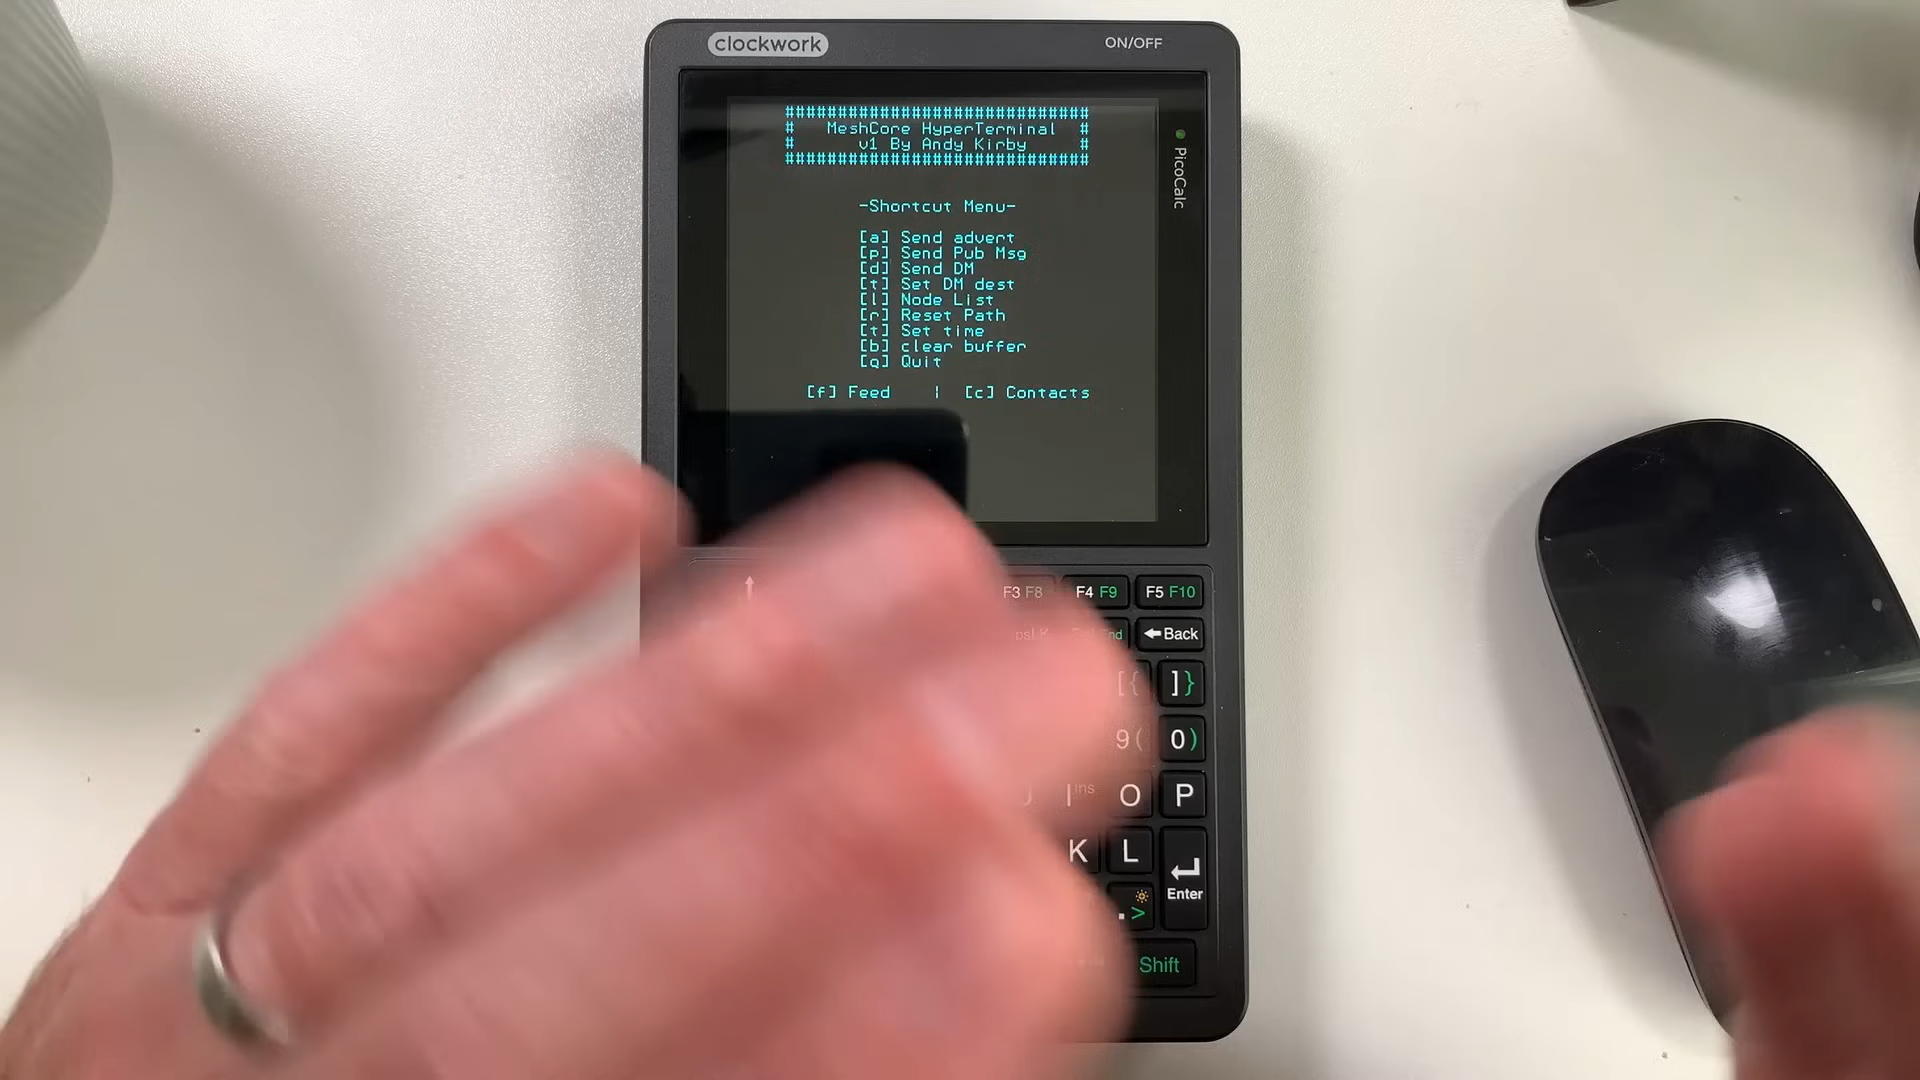 clockwork
ON/OFF
#############################
# MeshCore HyperTerminal #
# v1 By Andy Kirby #
#############################
PicoCalc
-Shortcut Menu-
[a] Send advert
[p] Send Pub Msg
[d] Send DM
[t] Set DM dest
[l] Node List
[r] Reset Path
[t] Set time
[b] clear buffer
[q] Quit
[f] Feed | [c] Contacts
F3 F8 F4 F9 F5 F10
End Back
[{ ]}
9( 0)
I ins O P
K L
Enter
. >
Shift